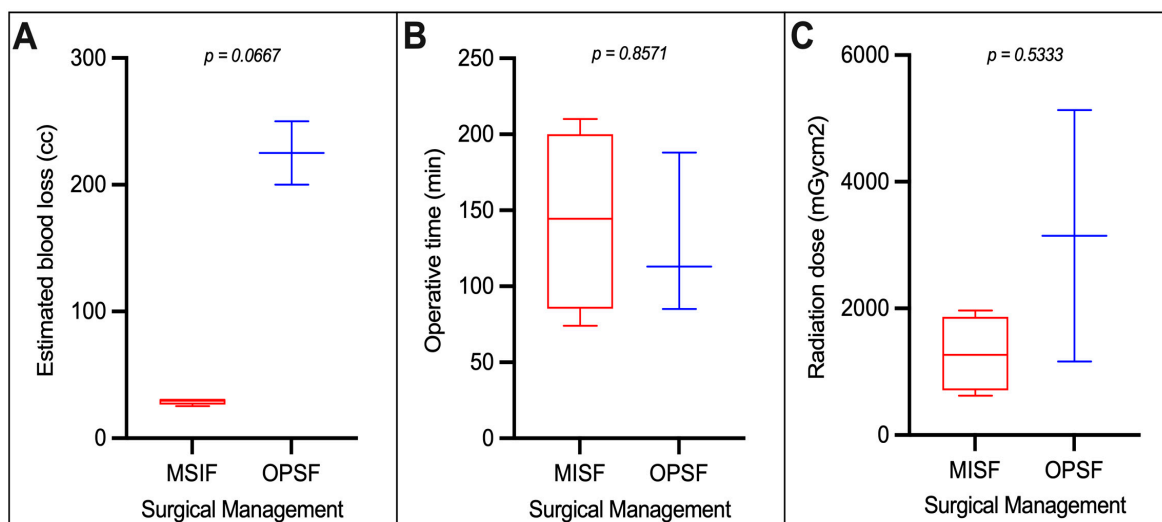 A
p = 0.0667
Estimated blood loss (cc)
300
200
100
0
MSIF OPSF
Surgical Management
B
p = 0.8571
Operative time (min)
250
200
150
100
50
0
MISF OPSF
Surgical Management
C
p = 0.5333
Radiation dose (mGycm2)
6000
4000
2000
0
MISF OPSF
Surgical Management